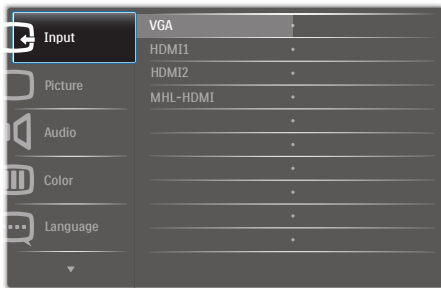 Input
Picture
Audio
Color
Language
VGA
HDMI1
HDMI2
MHL-HDMI